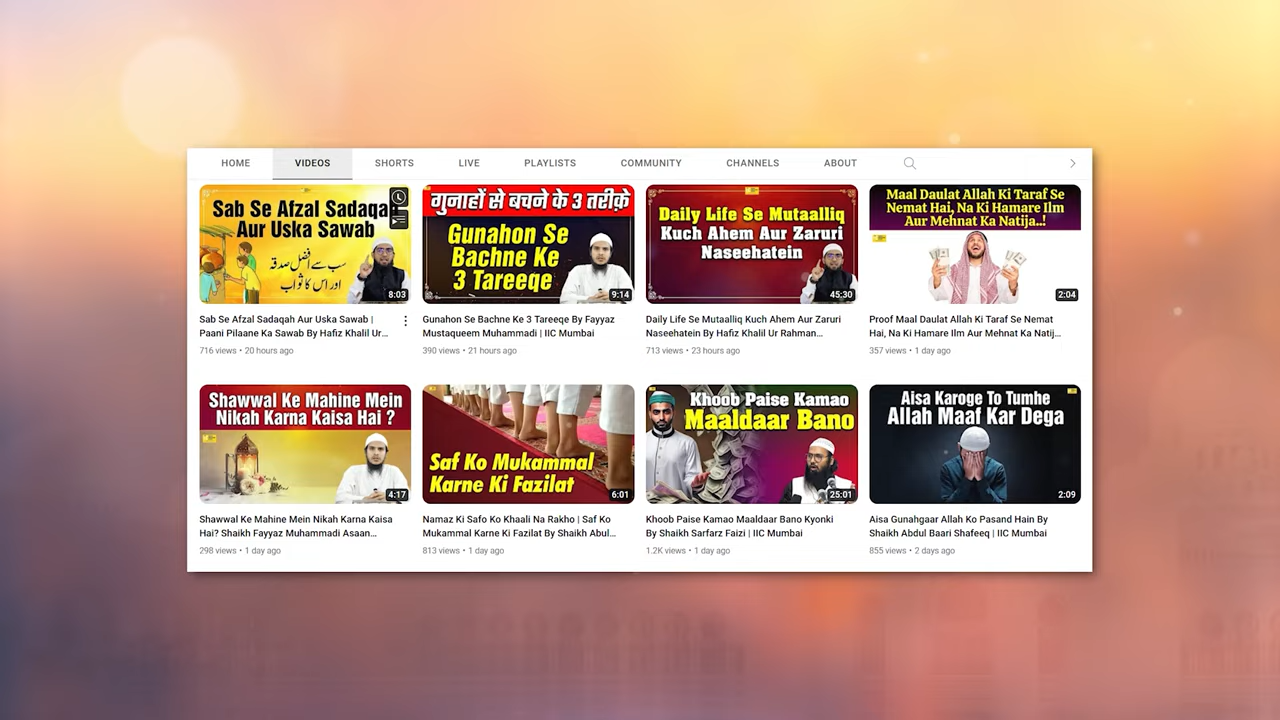 HOME VIDEOS SHORTS LIVE PLAYLISTS COMMUNITY CHANNELS ABOUT
Sab Se Afzal Sadaqah
Aur Uska Sawab
سب سے افضل صدقہ
اور اس کا ثواب
8:03
गुनाहों से बचने के 3 तरीक़े
Gunahon Se
Bachne Ke
3 Tareeqe
9:14
Daily Life Se Mutaalliq
Kuch Ahem Aur Zaruri
Naseehatein
45:30
Maal Daulat Allah Ki Taraf Se
Nemat Hai, Na Ki Hamare Ilm
Aur Mehnat Ka Natija..!
2:04
Sab Se Afzal Sadaqah Aur Uska Sawab |
Paani Pilaane Ka Sawab By Hafiz Khalil Ur...
716 views • 20 hours ago
Gunahon Se Bachne Ke 3 Tareeqe By Fayyaz
Mustaqueem Muhammadi | IIC Mumbai
390 views • 21 hours ago
Daily Life Se Mutaalliq Kuch Ahem Aur Zaruri
Naseehatein By Hafiz Khalil Ur Rahman...
713 views • 23 hours ago
Proof Maal Daulat Allah Ki Taraf Se Nemat
Hai, Na Ki Hamare Ilm Aur Mehnat Ka Natij...
357 views • 1 day ago
Shawwal Ke Mahine Mein
Nikah Karna Kaisa Hai ?
4:17
Saf Ko Mukammal
Karne Ki Fazilat
6:01
Khoob Paise Kamao
Maaldaar Bano
25:01
Aisa Karoge To Tumhe
Allah Maaf Kar Dega
2:09
Shawwal Ke Mahine Mein Nikah Karna Kaisa
Hai? Shaikh Fayyaz Muhammadi Asaan...
298 views • 1 day ago
Namaz Ki Safo Ko Khaali Na Rakho | Saf Ko
Mukammal Karne Ki Fazilat By Shaikh Abul...
813 views • 1 day ago
Khoob Paise Kamao Maaldaar Bano Kyonki
By Shaikh Sarfarz Faizi | IIC Mumbai
1.2K views • 1 day ago
Aisa Gunahgaar Allah Ko Pasand Hain By
Shaikh Abdul Baari Shafeeq | IIC Mumbai
855 views • 2 days ago